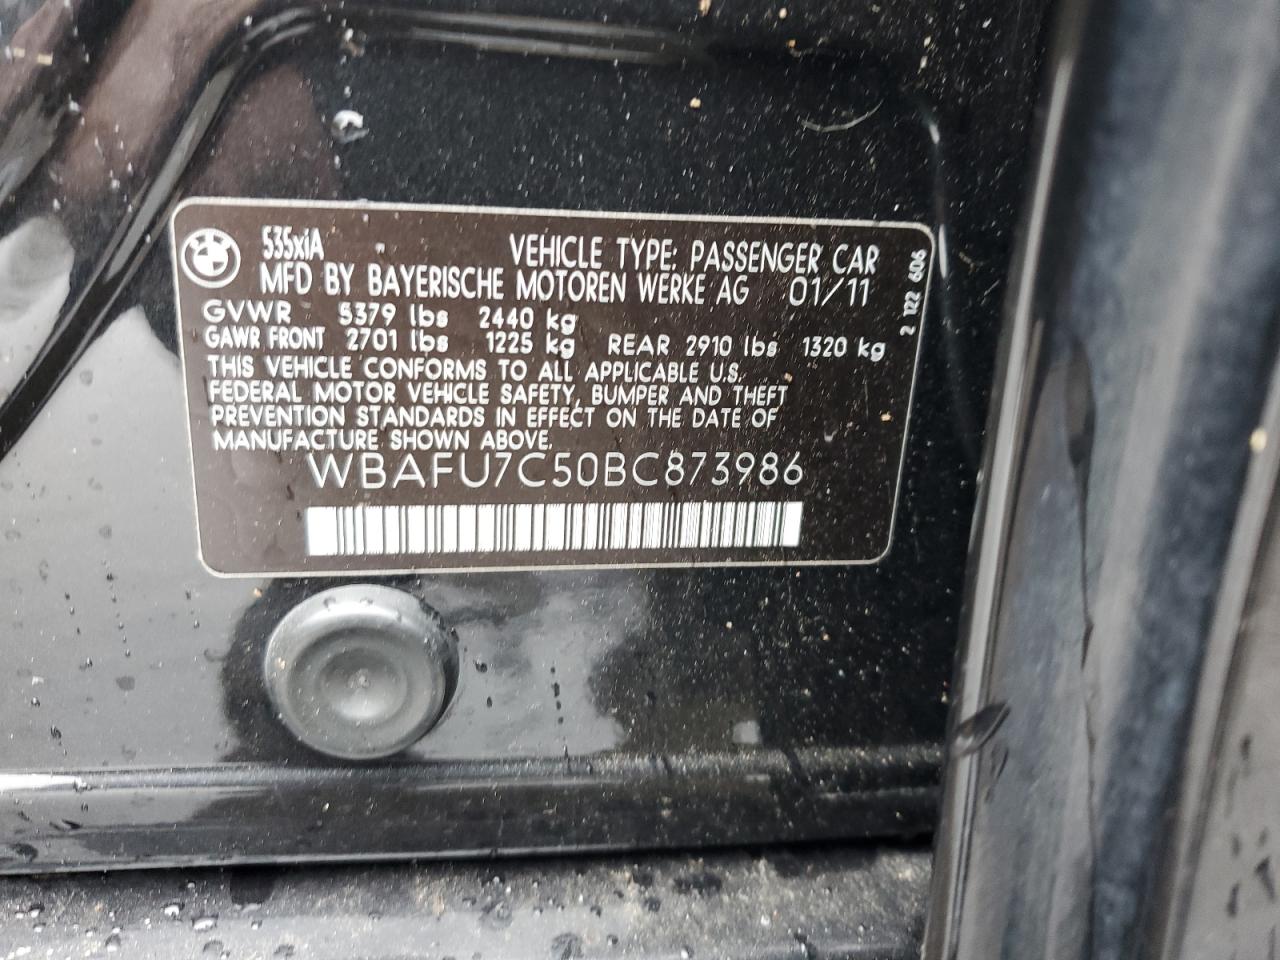 535xiA VEHICLE TYPE: PASSENGER CAR
MFD BY BAYERISCHE MOTOREN WERKE AG 01/11
GVWR 5379 lbs 2440 kg
GAWR FRONT 2701 lbs 1225 kg REAR 2910 lbs 1320 kg
THIS VEHICLE CONFORMS TO ALL APPLICABLE U.S.
FEDERAL MOTOR VEHICLE SAFETY, BUMPER AND THEFT
PREVENTION STANDARDS IN EFFECT ON THE DATE OF
MANUFACTURE SHOWN ABOVE.
WBAFU7C50BC873986
2 122 606